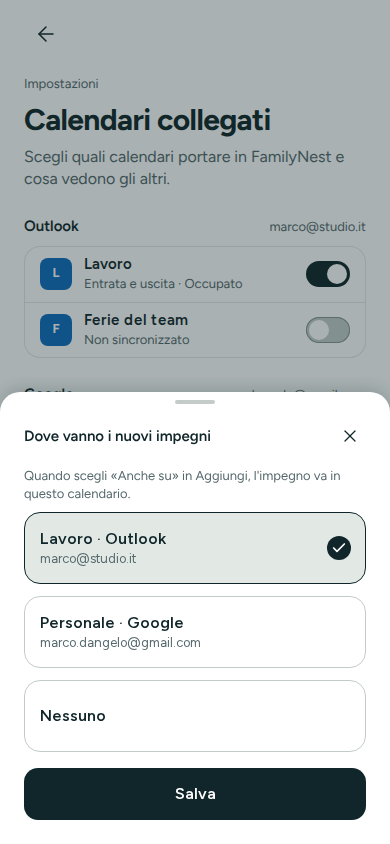 Impostazioni
Calendari collegati
Scegli quali calendari portare in FamilyNest e
cosa vedono gli altri.
Outlook
marco@studio.it
L
Lavoro
Entrata e uscita · Occupato
F
Ferie del team
Non sincronizzato
Dove vanno i nuovi impegni
Quando scegli «Anche su» in Aggiungi, l'impegno va in
questo calendario.
Lavoro · Outlook
marco@studio.it
Personale · Google
marco.dangelo@gmail.com
Nessuno
Salva